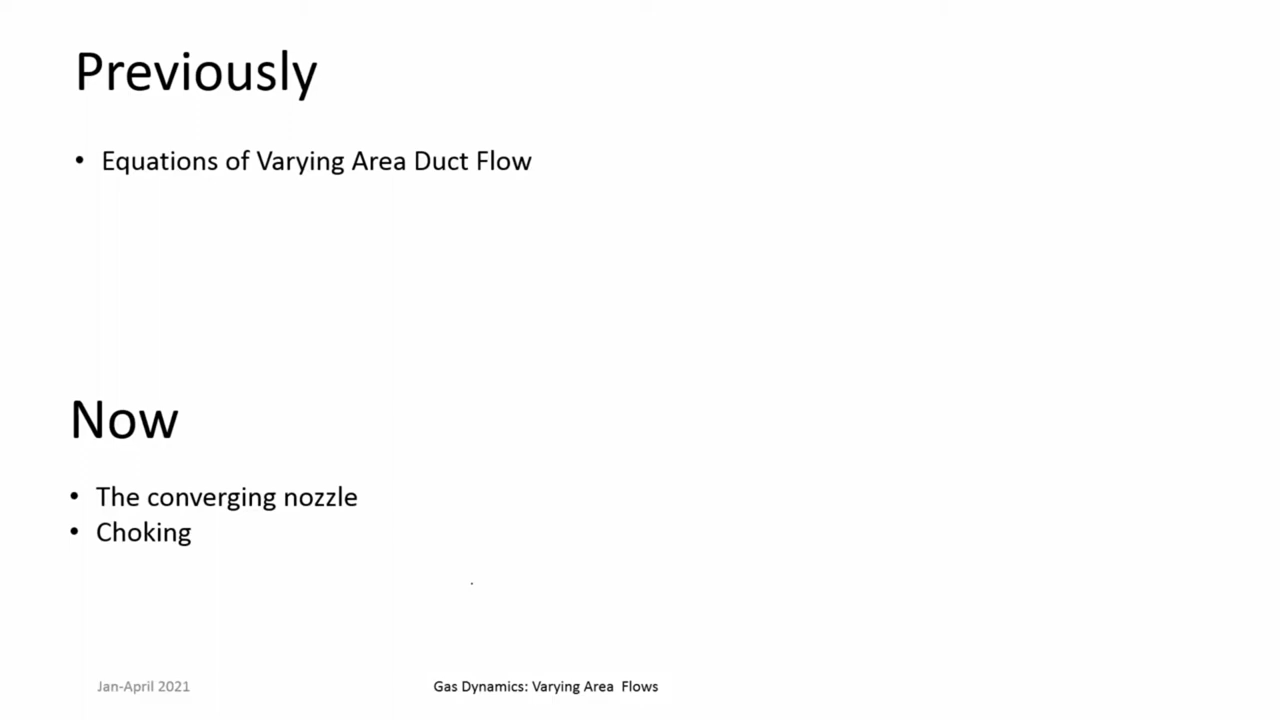 Previously
• Equations of Varying Area Duct Flow
Now
• The converging nozzle
• Choking
Jan-April 2021
Gas Dynamics: Varying Area Flows